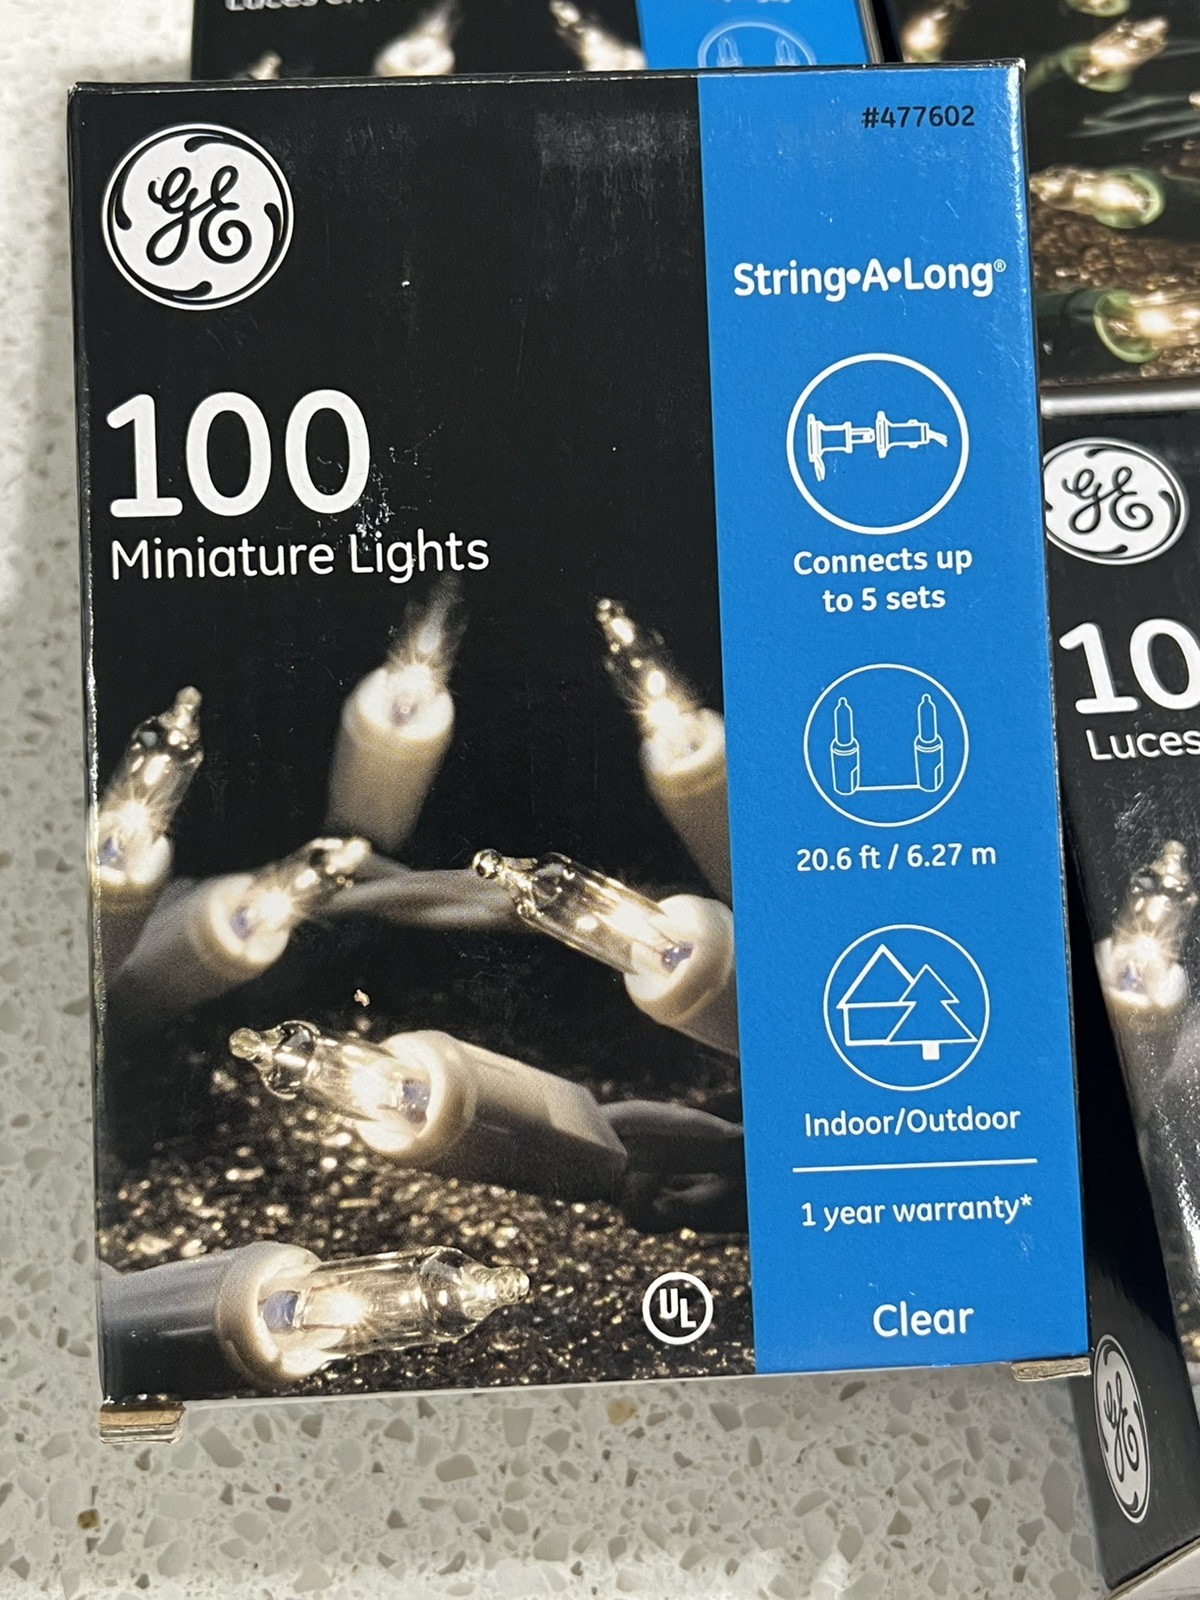 #477602
GE
String•A•Long®
100
Miniature Lights
Connects up
to 5 sets
20.6 ft / 6.27 m
Indoor/Outdoor
1 year warranty*
UL
Clear
GE
10
Luces
GE
Luces